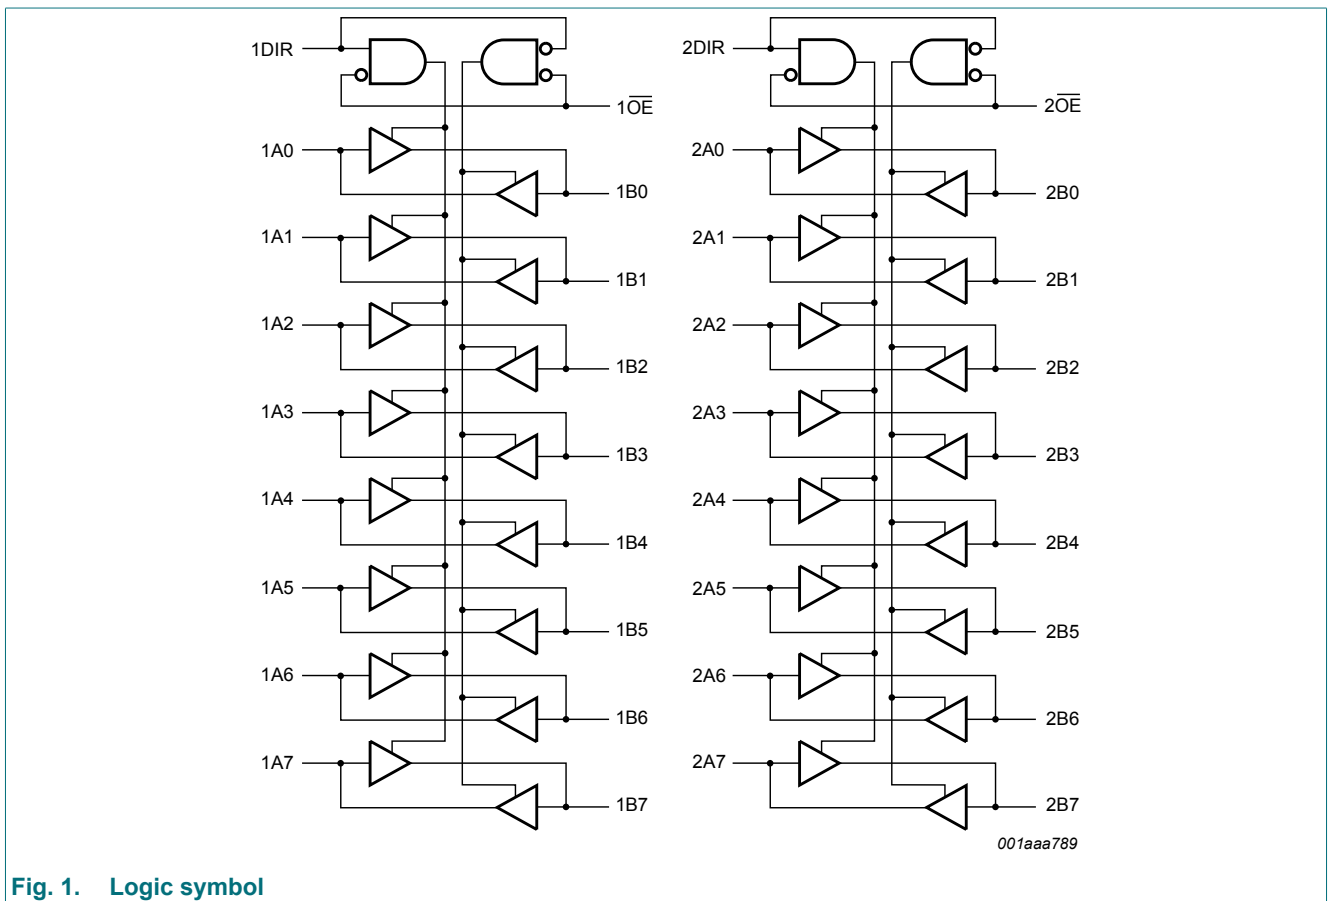 1DIR
2DIR
1O̅E̅
2O̅E̅
1A0
2A0
1B0
2B0
1A1
2A1
1B1
2B1
1A2
2A2
1B2
2B2
1A3
2A3
1B3
2B3
1A4
2A4
1B4
2B4
1A5
2A5
1B5
2B5
1A6
2A6
1B6
2B6
1A7
2A7
1B7
2B7
001aaa789
Fig. 1. Logic symbol